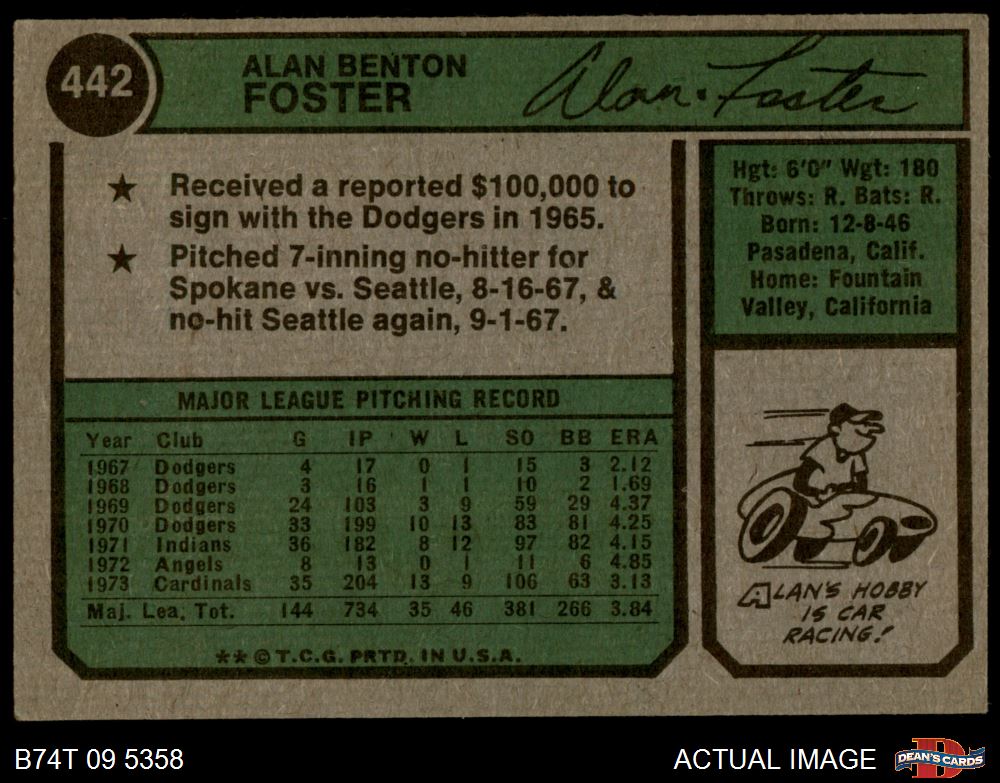 442
ALAN BENTON
FOSTER
Alan Foster
★ Received a reported $100,000 to
sign with the Dodgers in 1965.
★ Pitched 7-inning no-hitter for
Spokane vs. Seattle, 8-16-67, &
no-hit Seattle again, 9-1-67.
Hgt: 6'0" Wgt: 180
Throws: R. Bats: R.
Born: 12-8-46
Pasadena, Calif.
Home: Fountain
Valley, California
MAJOR LEAGUE PITCHING RECORD
Year Club G IP W L SO BB ERA
1967 Dodgers 4 17 0 1 15 3 2.12
1968 Dodgers 3 16 1 1 10 2 1.69
1969 Dodgers 24 103 3 9 59 29 4.37
1970 Dodgers 33 199 10 13 83 81 4.25
1971 Indians 36 182 8 12 97 82 4.15
1972 Angels 8 13 0 1 11 6 4.85
1973 Cardinals 35 204 13 9 106 63 3.13
Maj. Lea. Tot. 144 734 35 46 381 266 3.84
** © T.C.G. PRTD. IN U.S.A.
ALAN'S HOBBY
IS CAR
RACING!
B74T 09 5358
ACTUAL IMAGE
D
DEAN'S CARDS